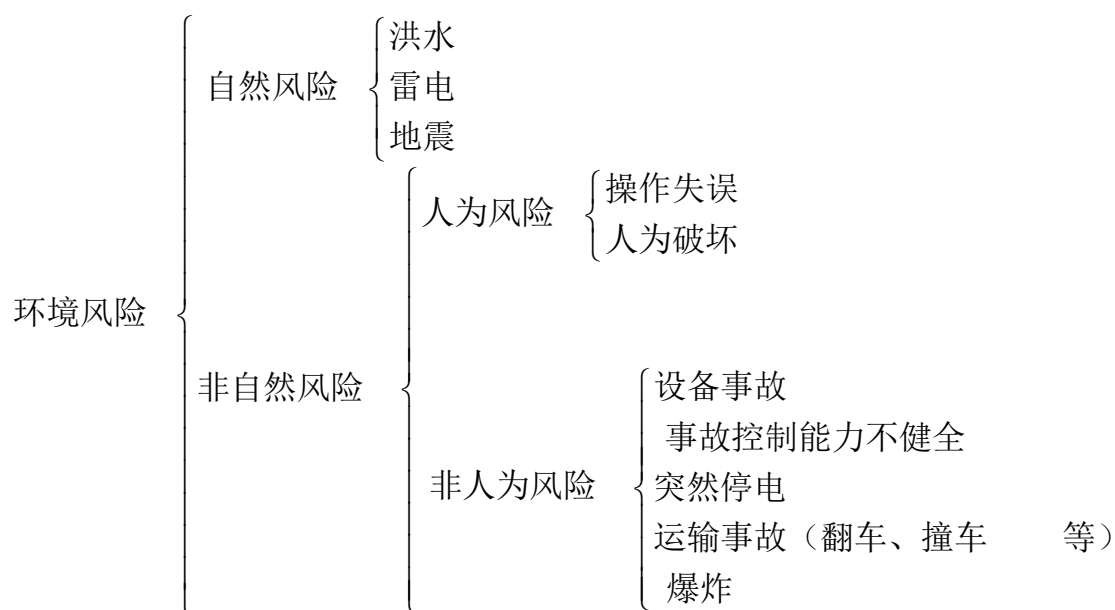 洪水
自然风险
雷电
地震
操作失误
人为风险
人为破坏
环境风险
非自然风险
设备事故
事故控制能力不健全
非人为风险
突然停电
运输事故（翻车、撞车 等）
爆炸